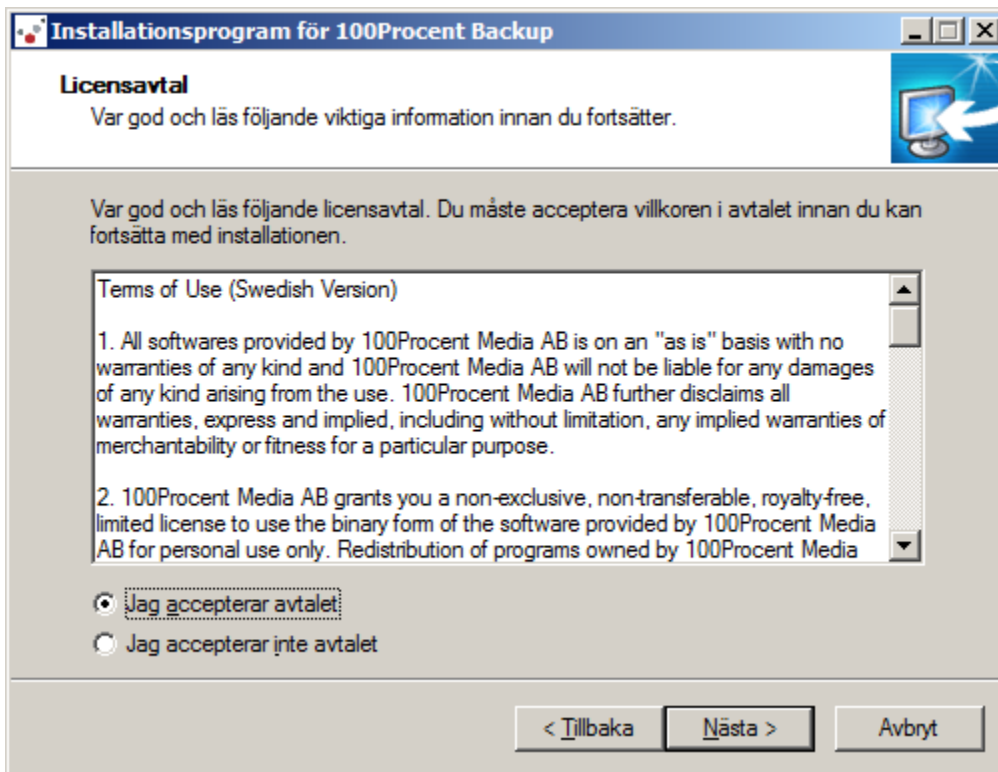 Installationsprogram för 100Procent Backup
Licensavtal
Var god och läs följande viktiga information innan du fortsätter.
Var god och läs följande licensavtal. Du måste acceptera villkoren i avtalet innan du kan
fortsätta med installationen.
Terms of Use (Swedish Version)
1. All softwares provided by 100Procent Media AB is on an "as is" basis with no
warranties of any kind and 100Procent Media AB will not be liable for any damages
of any kind arising from the use. 100Procent Media AB further disclaims all
warranties, express and implied, including without limitation, any implied warranties of
merchantability or fitness for a particular purpose.
2. 100Procent Media AB grants you a non-exclusive, non-transferable, royalty-free,
limited license to use the binary form of the software provided by 100Procent Media
AB for personal use only. Redistribution of programs owned by 100Procent Media
Jag accepterar avtalet
Jag accepterar inte avtalet
< Tillbaka
Nästa >
Avbryt